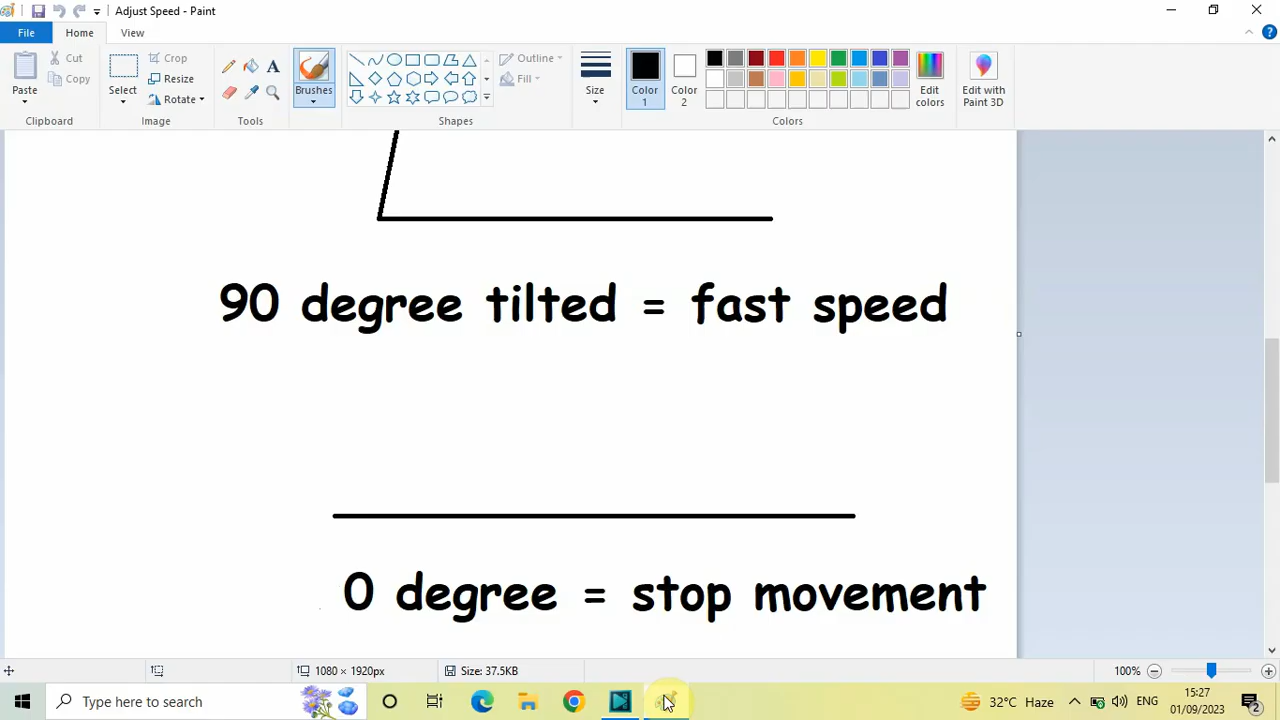 Adjust Speed - Paint
File Home View
Paste
Cut
Copy
Clipboard
Select
Crop
Resize
Rotate
Image
A
Tools
Brushes
Outline
Fill
Shapes
Size
Color 1
Color 2
Edit colors
Edit with Paint 3D
Colors
90 degree tilted = fast speed
0 degree = stop movement
1080 × 1920px
Size: 37.5KB
100%
Type here to search
32°C Haze
ENG
15:27
01/09/2023
2